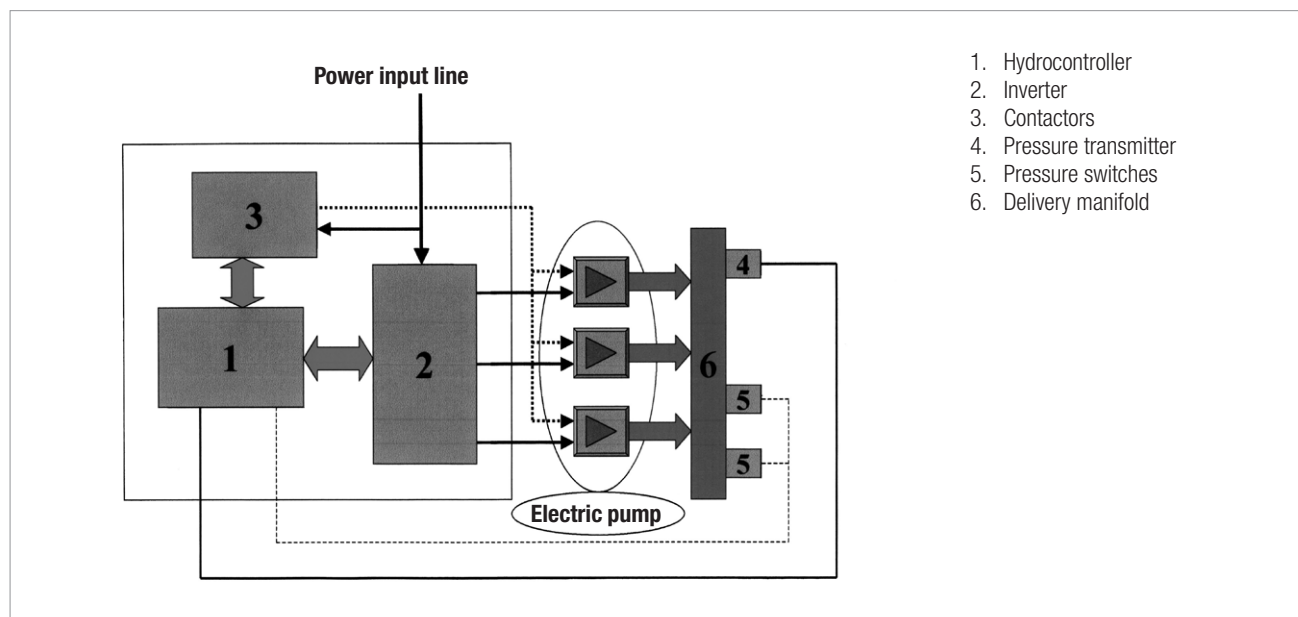 Power input line
3
1
2
4
6
5
5
Electric pump
1. Hydrocontroller
2. Inverter
3. Contactors
4. Pressure transmitter
5. Pressure switches
6. Delivery manifold